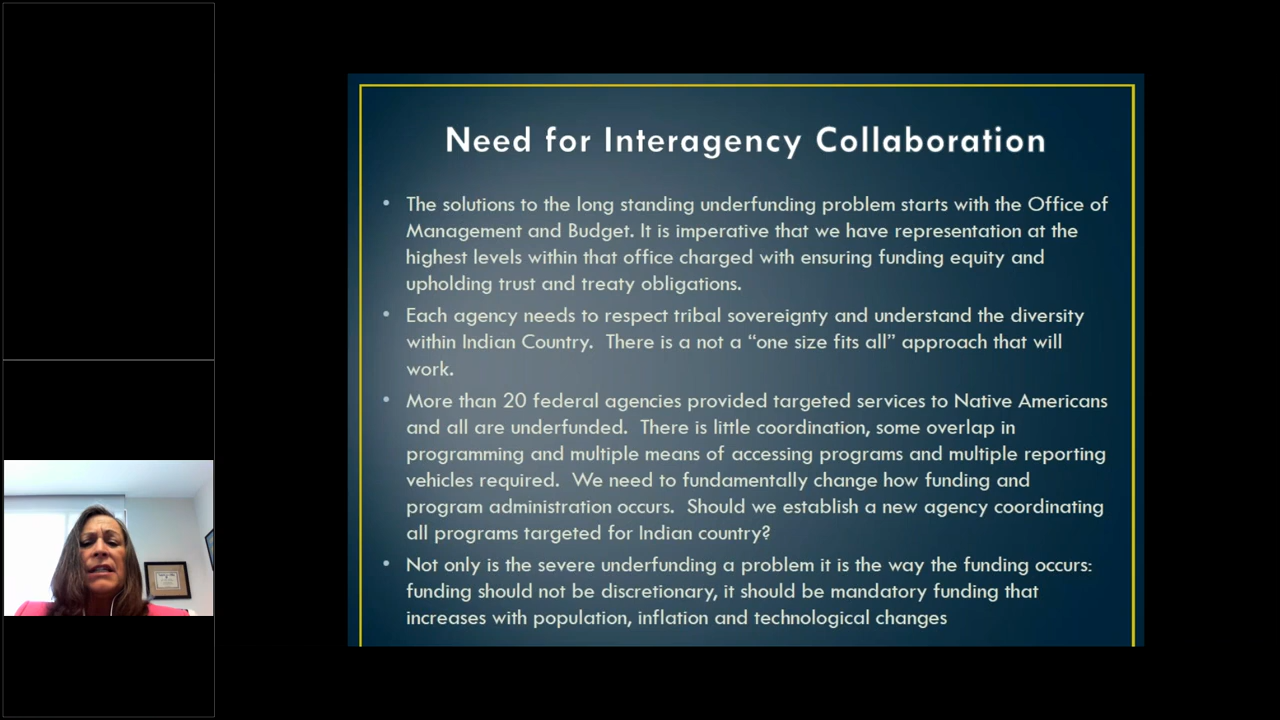 Need for Interagency Collaboration
• The solutions to the long standing underfunding problem starts with the Office of
Management and Budget. It is imperative that we have representation at the
highest levels within that office charged with ensuring funding equity and
upholding trust and treaty obligations.
• Each agency needs to respect tribal sovereignty and understand the diversity
within Indian Country.  There is a not a “one size fits all” approach that will
work.
• More than 20 federal agencies provided targeted services to Native Americans
and all are underfunded.  There is little coordination, some overlap in
programming and multiple means of accessing programs and multiple reporting
vehicles required.  We need to fundamentally change how funding and
program administration occurs.  Should we establish a new agency coordinating
all programs targeted for Indian country?
• Not only is the severe underfunding a problem it is the way the funding occurs:
funding should not be discretionary, it should be mandatory funding that
increases with population, inflation and technological changes